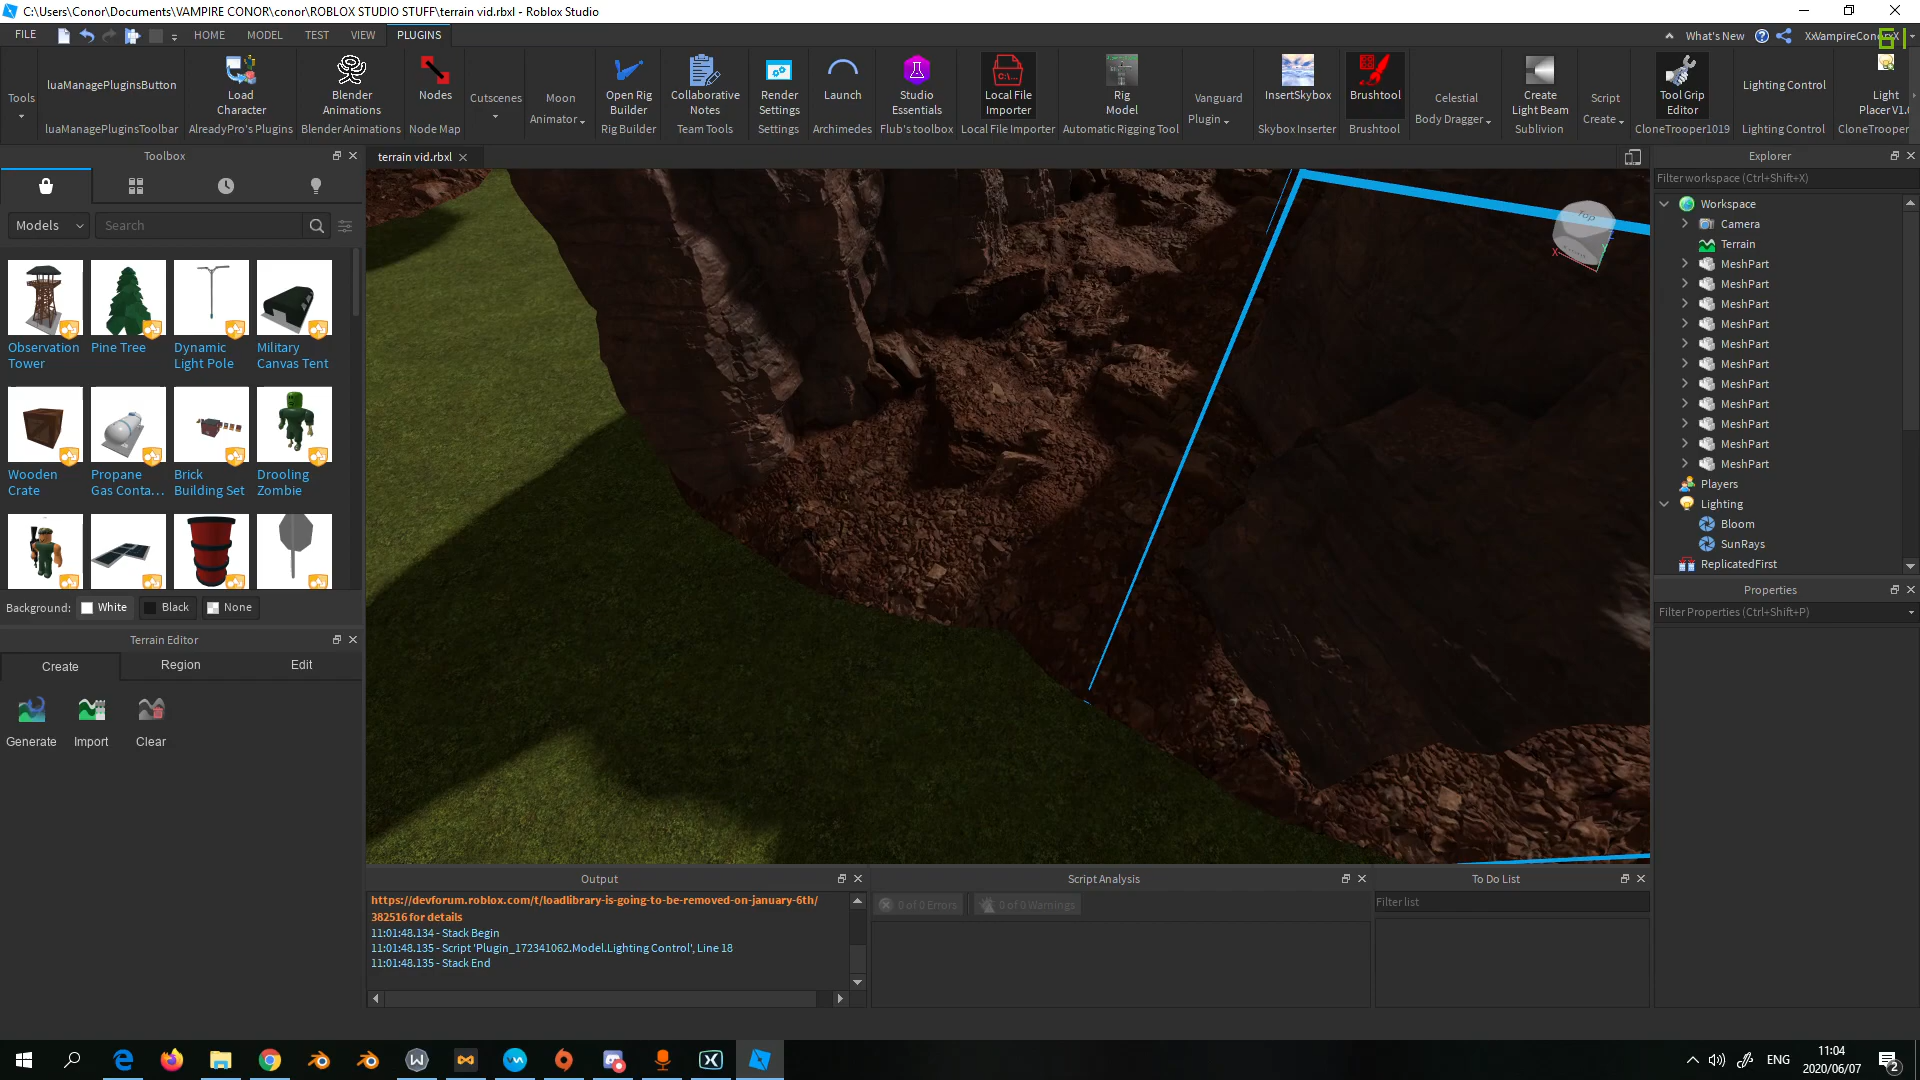 C:\Users\Conor\Documents\VAMPIRE CONOR\conor\ROBLOX STUDIO STUFF\terrain vid.rbxl - Roblox Studio
FILE HOME MODEL TEST VIEW PLUGINS What's New
61
Tools
luaManagePluginsButton
luaManagePluginsToolbar
Load Character
AlreadyPro's Plugins
Blender Animations
Blender Animations
Nodes
Node Map
Cutscenes
Moon Animator
Open Rig Builder
Rig Builder
Collaborative Notes
Team Tools
Render Settings
Settings
Launch
Archimedes
Studio Essentials
Flub's toolbox
C:\...
Local File Importer
Local File Importer
Rig Model
Automatic Rigging Tool
Vanguard Plugin
InsertSkybox
Skybox Inserter
Brushtool
Brushtool
Celestial Body Dragger
Create Light Beam
Sublivion
Script Create
Tool Grip Editor
CloneTrooper1019
Lighting Control
Lighting Control
Light
Placer V1.
CloneTrooper
Toolbox
Models
Search
Observation Tower
Pine Tree
Dynamic Light Pole
Military Canvas Tent
Wooden Crate
Propane Gas Conta...
Brick Building Set
Drooling Zombie
Background: White Black None
Terrain Editor
Create Region Edit
Generate Import Clear
terrain vid.rbxl
Top
X
Y
Output
https://devforum.roblox.com/t/loadlibrary-is-going-to-be-removed-on-january-6th/
382516 for details
11:01:48.134 - Stack Begin
11:01:48.135 - Script 'Plugin_172341062.Model.Lighting Control', Line 18
11:01:48.135 - Stack End
Script Analysis
0 of 0 Errors 0 of 0 Warnings
To Do List
Filter list
Explorer
Filter workspace (Ctrl+Shift+X)
Workspace
Camera
Terrain
MeshPart
MeshPart
MeshPart
MeshPart
MeshPart
MeshPart
MeshPart
MeshPart
MeshPart
MeshPart
MeshPart
Players
Lighting
Bloom
SunRays
ReplicatedFirst
Properties
Filter Properties (Ctrl+Shift+P)
ENG
11:04
2020/06/07
2